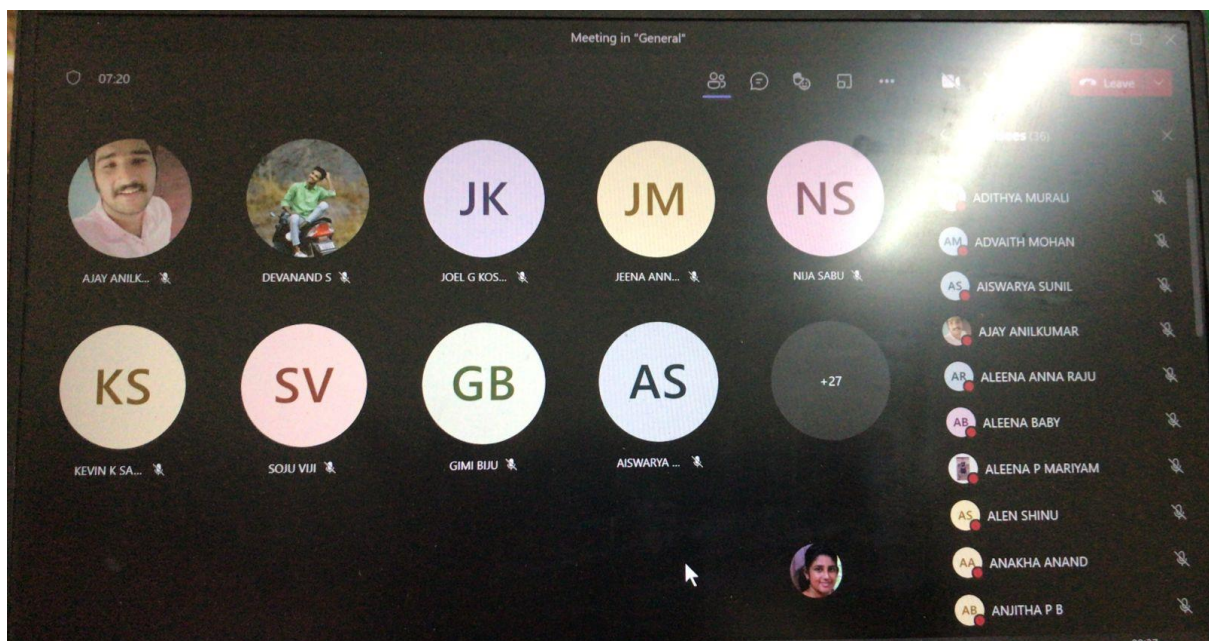 Meeting in "General"
07:20
Leave
(36)
JK
JM
NS
AJAY ANILK...
DEVANAND S
JOEL G KOS...
JEENA ANN...
NIJA SABU
KS
SV
GB
AS
+27
KEVIN K SA...
SOJU VIJI
GIMI BIJU
AISWARYA ...
ADITHYA MURALI
AM ADVAITH MOHAN
AS AISWARYA SUNIL
AJAY ANILKUMAR
AR ALEENA ANNA RAJU
AB ALEENA BABY
ALEENA P MARIYAM
AS ALEN SHINU
AA ANAKHA ANAND
AB ANJITHA P B